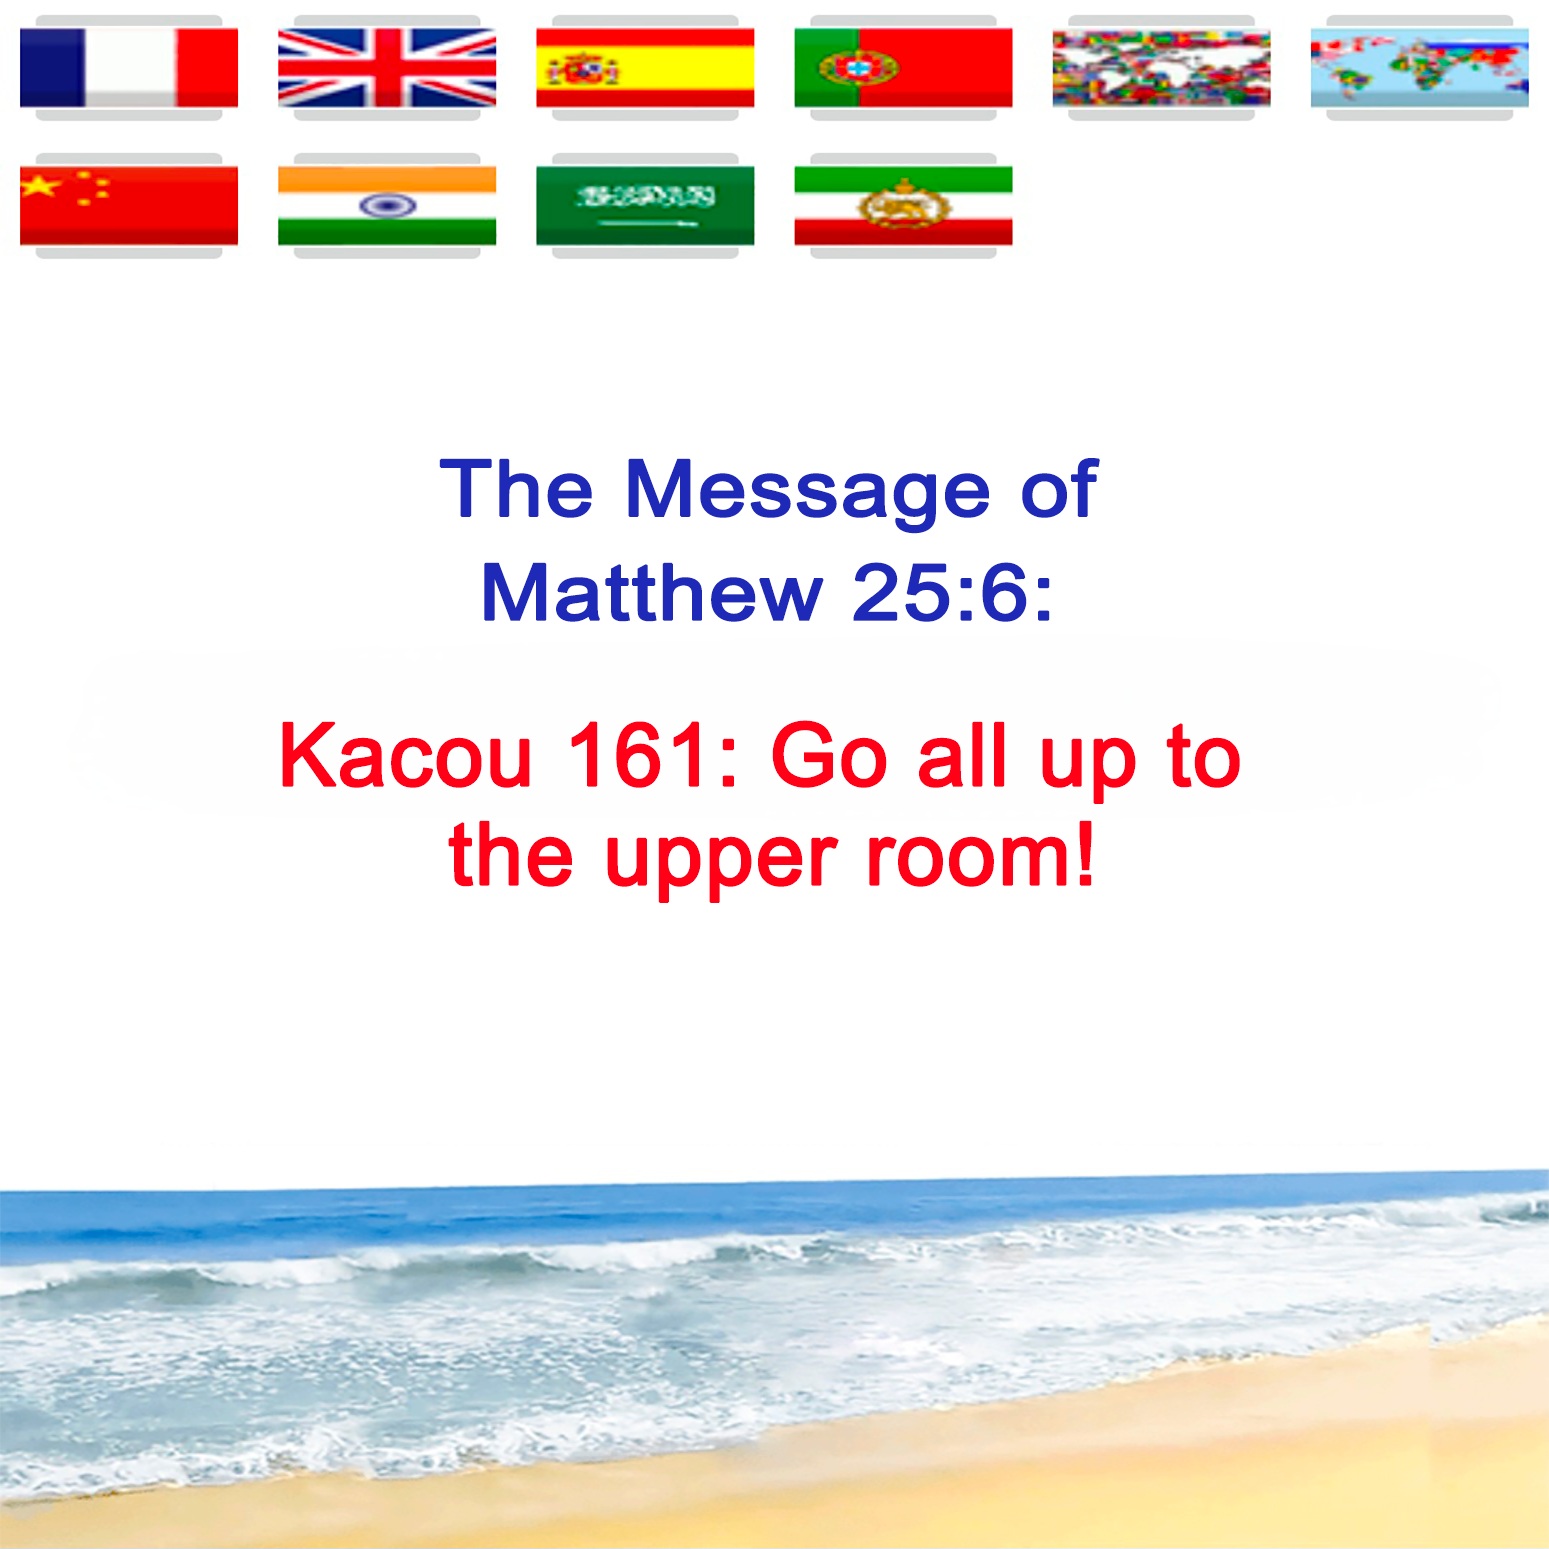 The Message of
Matthew 25:6:
Kacou 161: Go all up to
the upper room!